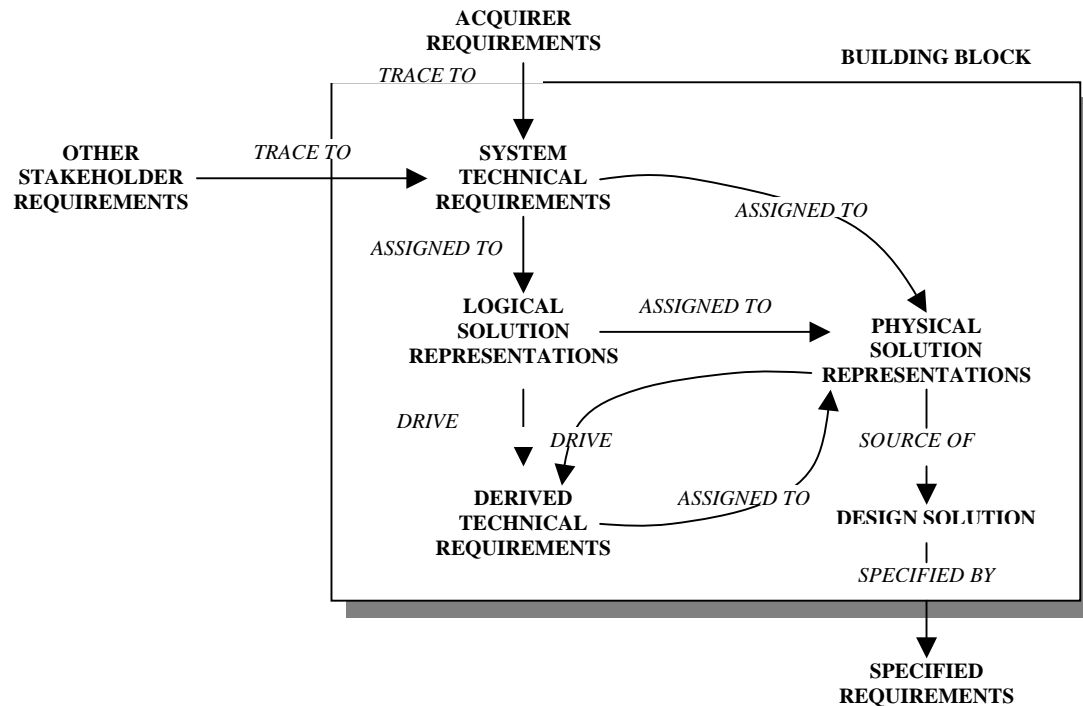 ACQUIRER
REQUIREMENTS
BUILDING BLOCK
TRACE TO
OTHER
STAKEHOLDER
REQUIREMENTS
TRACE TO
SYSTEM
TECHNICAL
REQUIREMENTS
ASSIGNED TO
ASSIGNED TO
LOGICAL
SOLUTION
REPRESENTATIONS
ASSIGNED TO
PHYSICAL
SOLUTION
REPRESENTATIONS
DRIVE
DRIVE
SOURCE OF
DERIVED
TECHNICAL
REQUIREMENTS
ASSIGNED TO
DESIGN SOLUTION
SPECIFIED BY
SPECIFIED
REQUIREMENTS